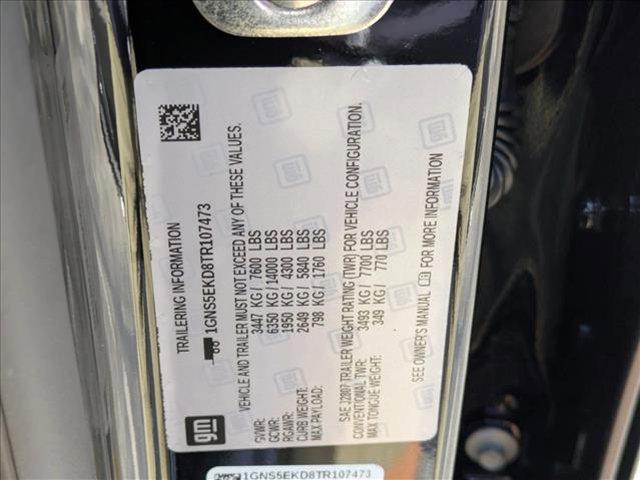 TRAILERING INFORMATION
1GNS5EKD8TR107473
gm
VEHICLE AND TRAILER MUST NOT EXCEED ANY OF THESE VALUES.
GVWR: 3447 KG/ 7600 LBS
GCWR: 6350 KG/ 14000 LBS
RGAWR: 1950 KG/ 4300 LBS
CURB WEIGHT: 2649 KG/ 5840 LBS
MAX PAYLOAD: 798 KG/ 1760 LBS
SAE J2807 TRAILER WEIGHT RATING (TWR) FOR VEHICLE CONFIGURATION.
CONVENTIONAL TWR: 3493 KG/ 7700 LBS
MAX TONGUE WEIGHT: 349 KG/ 770 LBS
SEE OWNER'S MANUAL FOR MORE INFORMATION
1GNS5EKD8TR107473